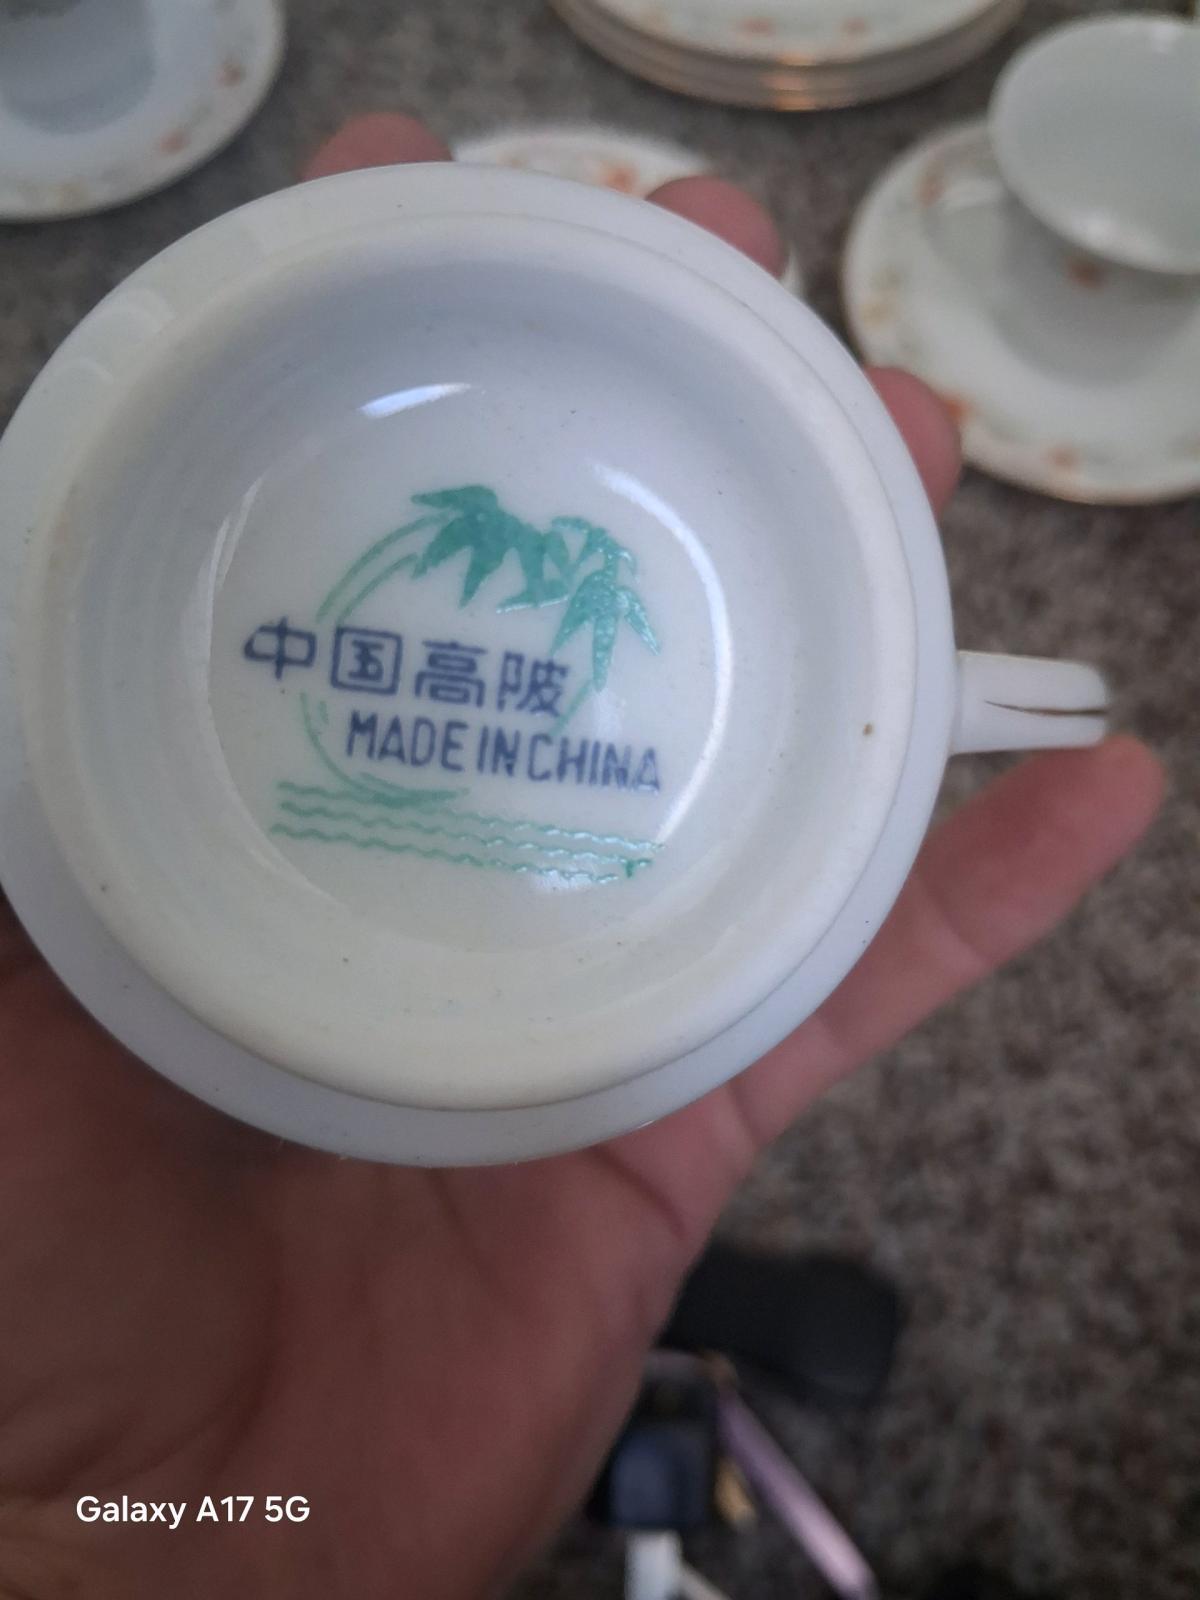 中国高陂
MADE IN CHINA
Galaxy A17 5G